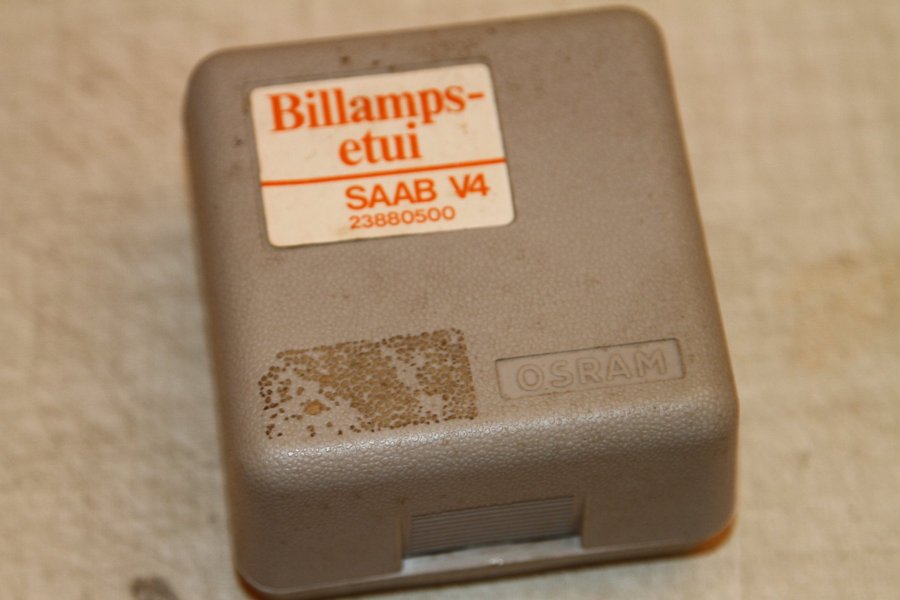 Billamps-
etui
SAAB V4
23880500
OSRAM